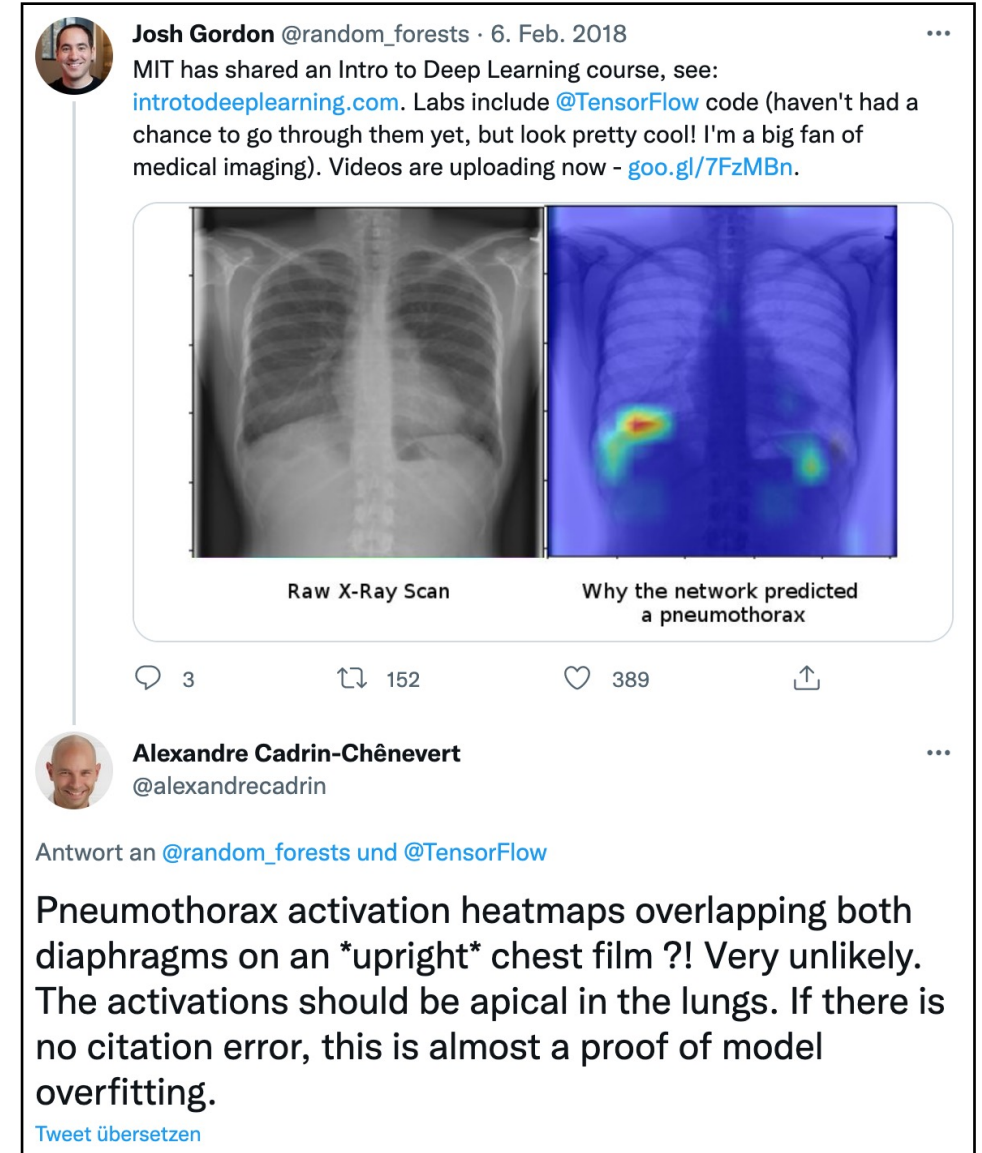 Josh Gordon @random_forests · 6. Feb. 2018
MIT has shared an Intro to Deep Learning course, see:
introtodeeplearning.com. Labs include @TensorFlow code (haven't had a
chance to go through them yet, but look pretty cool! I'm a big fan of
medical imaging). Videos are uploading now - goo.gl/7FzMBn.
Raw X-Ray Scan
Why the network predicted
a pneumothorax
3 152 389
Alexandre Cadrin-Chênevert
@alexandrecadrin
Antwort an @random_forests und @TensorFlow
Pneumothorax activation heatmaps overlapping both
diaphragms on an *upright* chest film ?! Very unlikely.
The activations should be apical in the lungs. If there is
no citation error, this is almost a proof of model
overfitting.
Tweet übersetzen